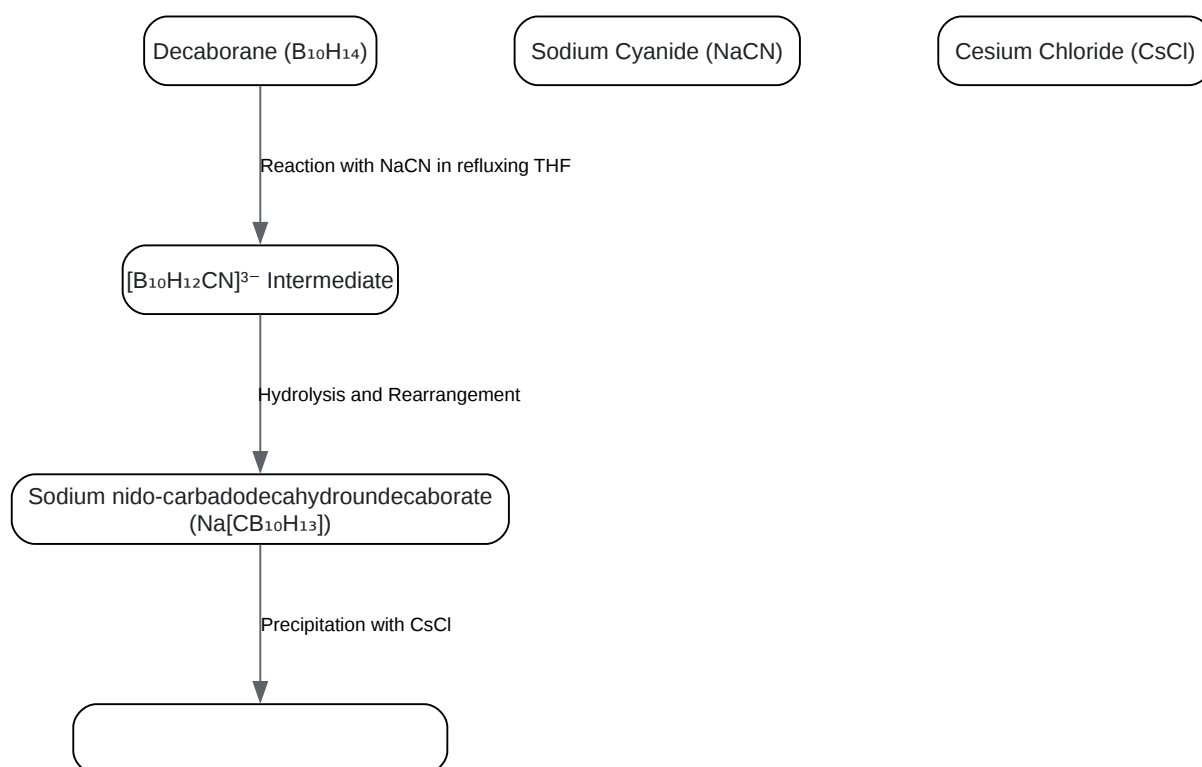 Decaborane (B₁₀H₁₄)
Sodium Cyanide (NaCN)
Cesium Chloride (CsCl)
Reaction with NaCN in refluxing THF
[B₁₀H₁₂CN]³⁻ Intermediate
Hydrolysis and Rearrangement
Sodium nido-carbadodecahydroundecaborate
(Na[CB₁₀H₁₃])
Precipitation with CsCl